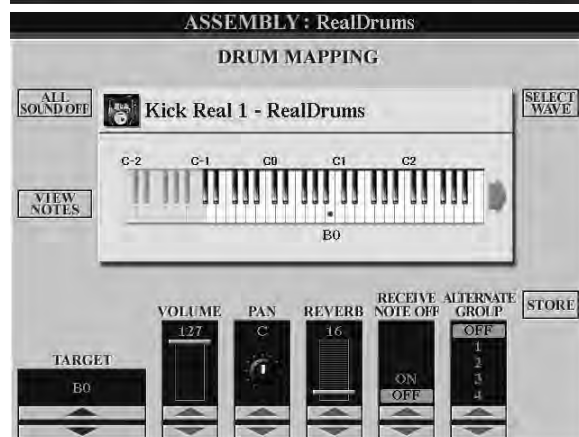 ASSEMBLY: RealDrums
DRUM MAPPING
ALL
SOUND OFF
Kick Real 1 - RealDrums
SELECT
WAVE
C-2 C-1 C0 C1 C2
VIEW
NOTES
B0
VOLUME PAN REVERB RECEIVE NOTE OFF ALTERNATE GROUP
STORE
127 C 16 OFF
1
2
TARGET
ON 3
B0
OFF 4